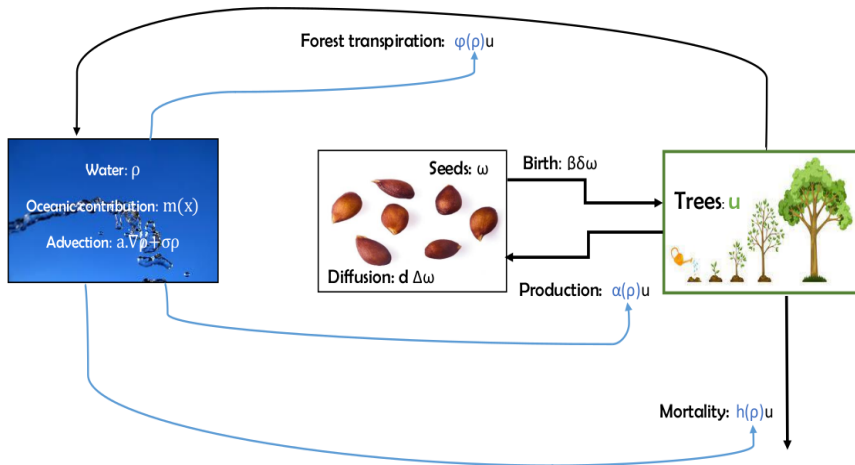 Forest transpiration: φ(ρ)u
Water: ρ
Oceanic contribution: m(x)
Advection: a.∇ρ+σρ
Seeds: ω
Diffusion: d Δω
Birth: βδω
Trees: u
Production: α(ρ)u
Mortality: h(ρ)u